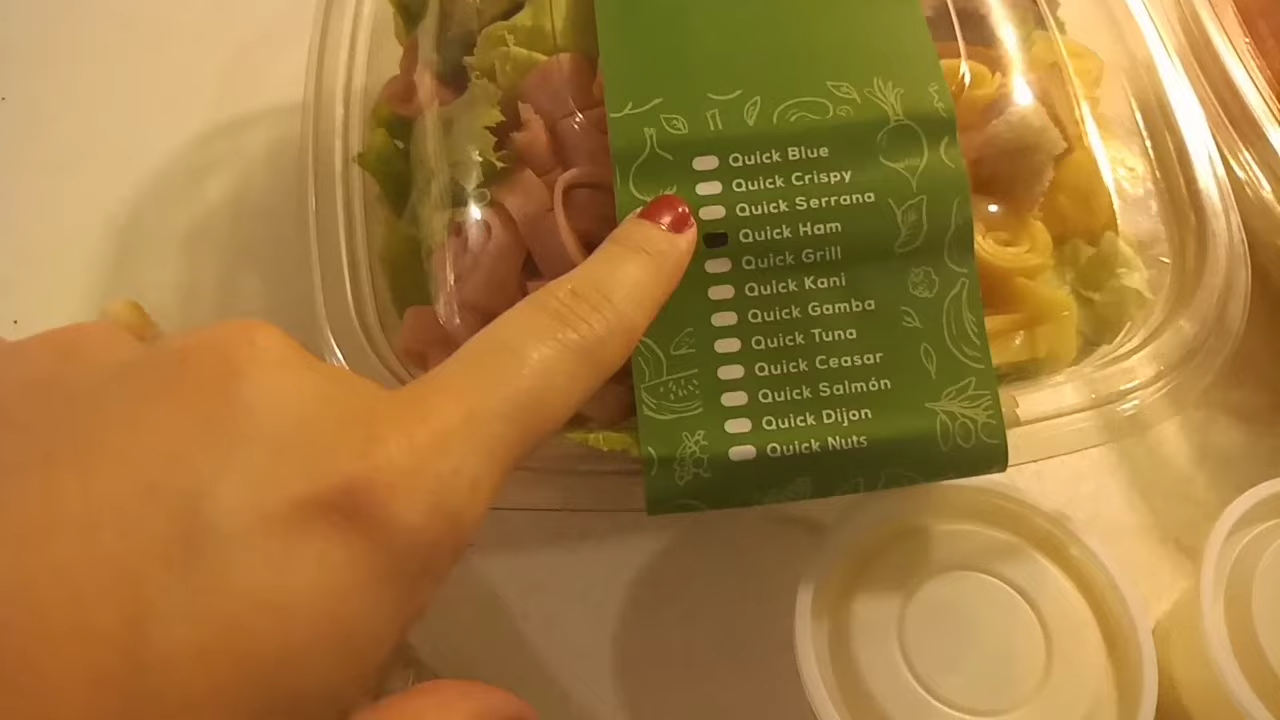 Quick Blue
Quick Crispy
Quick Serrana
Quick Ham
Quick Grill
Quick Kani
Quick Gamba
Quick Tuna
Quick Ceasar
Quick Salmón
Quick Dijon
Quick Nuts